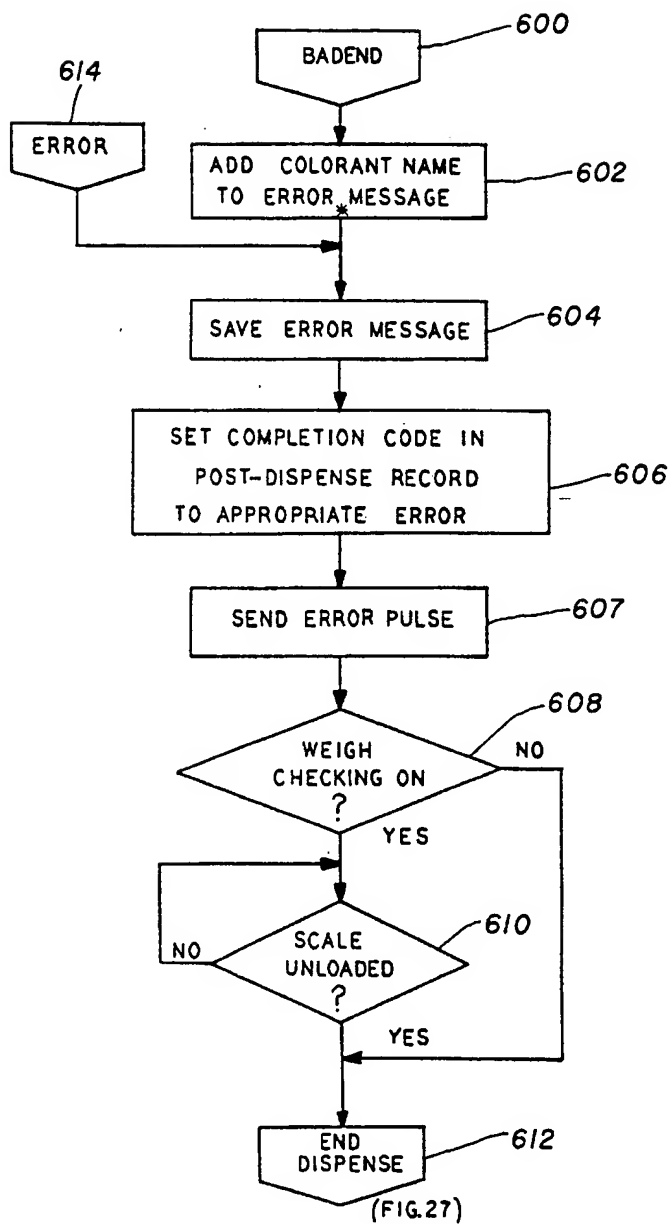 600
BADEND
614
ERROR
ADD COLORANT NAME
TO ERROR MESSAGE
*
602
SAVE ERROR MESSAGE
604
SET COMPLETION CODE IN
POST-DISPENSE RECORD
TO APPROPRIATE ERROR
606
SEND ERROR PULSE
607
608
WEIGH
CHECKING ON
?
NO
YES
610
SCALE
UNLOADED
?
NO
YES
END
DISPENSE
612
(FIG.27)